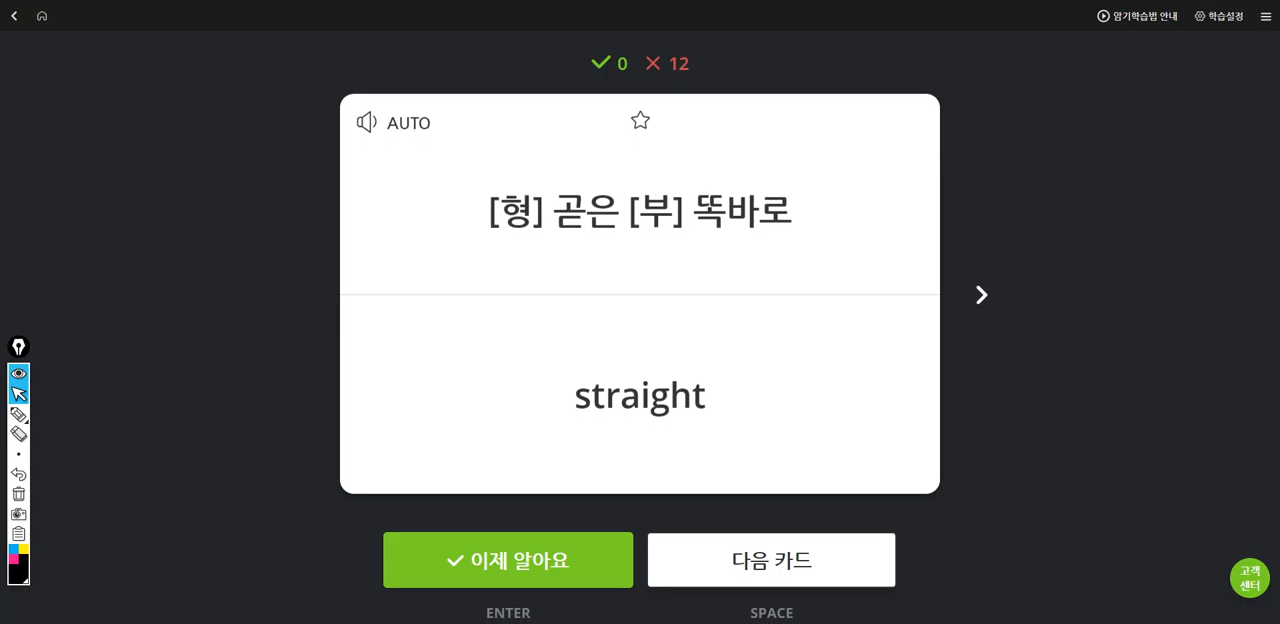 암기학습법 안내 학습설정
0 12
AUTO
[형] 곧은 [부] 똑바로
straight
이제 알아요 다음 카드
ENTER SPACE
고객
센터